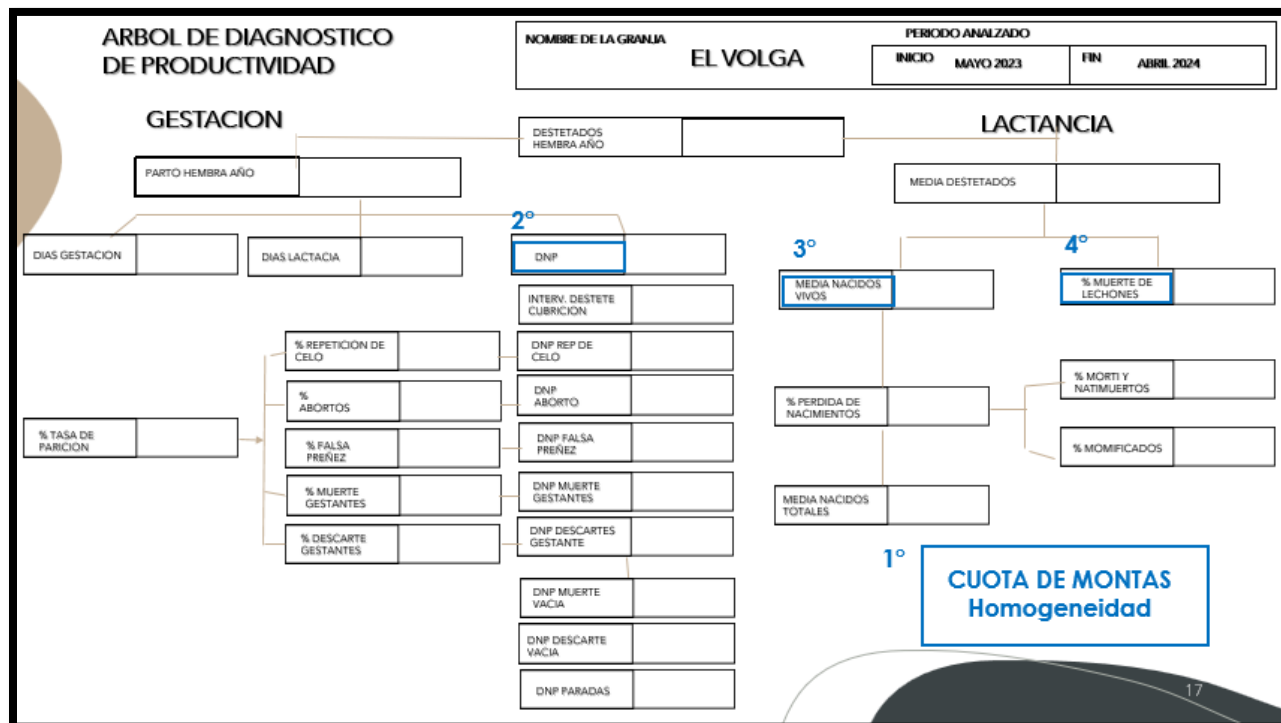 ARBOL DE DIAGNOSTICO
DE PRODUCTIVIDAD
NOMBRE DE LA GRANJA
EL VOLGA
PERIODO ANALZADO
INICIO
MAYO 2023
FIN
ABRIL 2024
GESTACION
LACTANCIA
DESTETADOS
HEMBRA AÑO
PARTO HEMBRA AÑO
MEDIA DESTETADOS
DIAS GESTACION
DIAS LACTACIA
2°
DNP
3°
MEDIA NACIDOS
VIVOS
4°
% MUERTE DE
LECHONES
INTERV. DESTETE
CUBRICION
% REPETICION DE
CELO
DNP REP DE
CELO
%
ABORTOS
DNP
ABORTO
% TASA DE
PARICION
% FALSA
PREÑEZ
DNP FALSA
PREÑEZ
% MUERTE
GESTANTES
DNP MUERTE
GESTANTES
% DESCARTE
GESTANTES
DNP DESCARTES
GESTANTE
DNP MUERTE
VACIA
DNP DESCARTE
VACIA
DNP PARADAS
% PERDIDA DE
NACIMIENTOS
% MORTI Y
NATIMUERTOS
% MOMIFICADOS
MEDIA NACIDOS
TOTALES
1°
CUOTA DE MONTAS
Homogeneidad
17